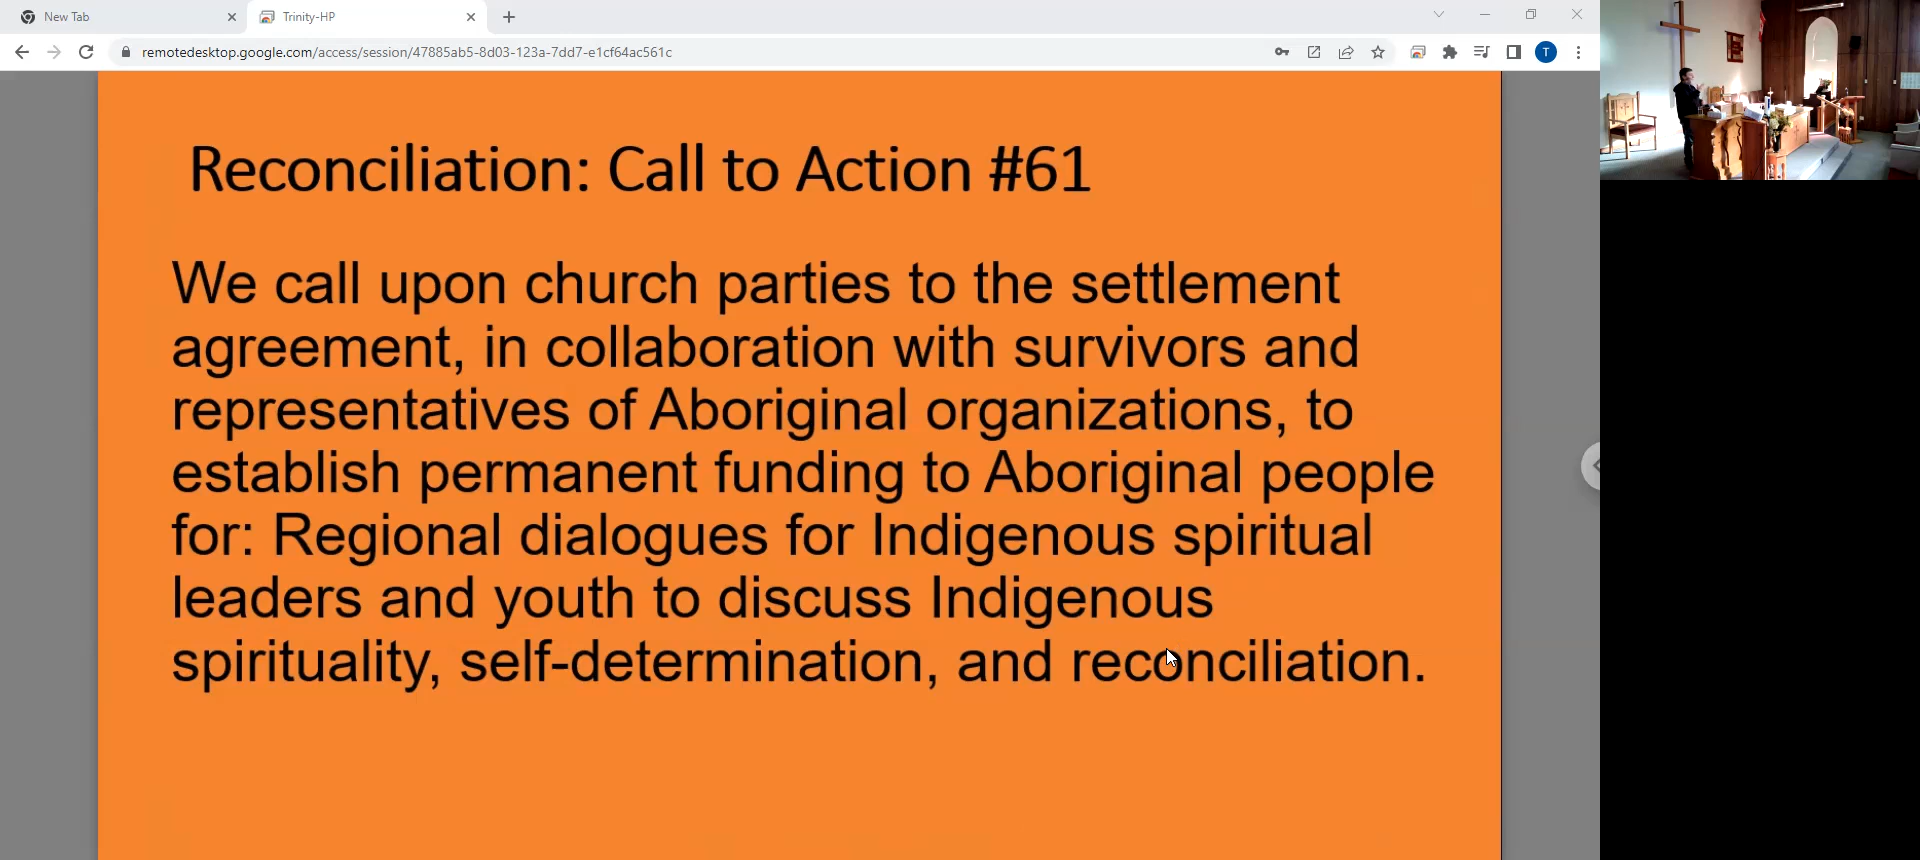 New Tab
Trinity-HP
remotedesktop.google.com/access/session/47885ab5-8d03-123a-7dd7-e1cf64ac561c
T
Reconciliation: Call to Action #61
We call upon church parties to the settlement
agreement, in collaboration with survivors and
representatives of Aboriginal organizations, to
establish permanent funding to Aboriginal people
for: Regional dialogues for Indigenous spiritual
leaders and youth to discuss Indigenous
spirituality, self-determination, and reconciliation.